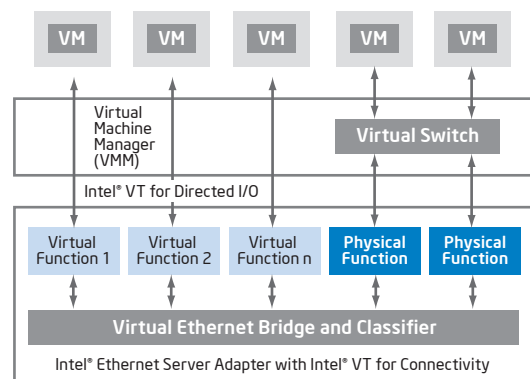 VM VM VM VM VM
Virtual
Machine
Manager
(VMM)
Virtual Switch
Intel® VT for Directed I/O
Virtual
Function 1
Virtual
Function 2
Virtual
Function n
Physical
Function
Physical
Function
Virtual Ethernet Bridge and Classifier
Intel® Ethernet Server Adapter with Intel® VT for Connectivity